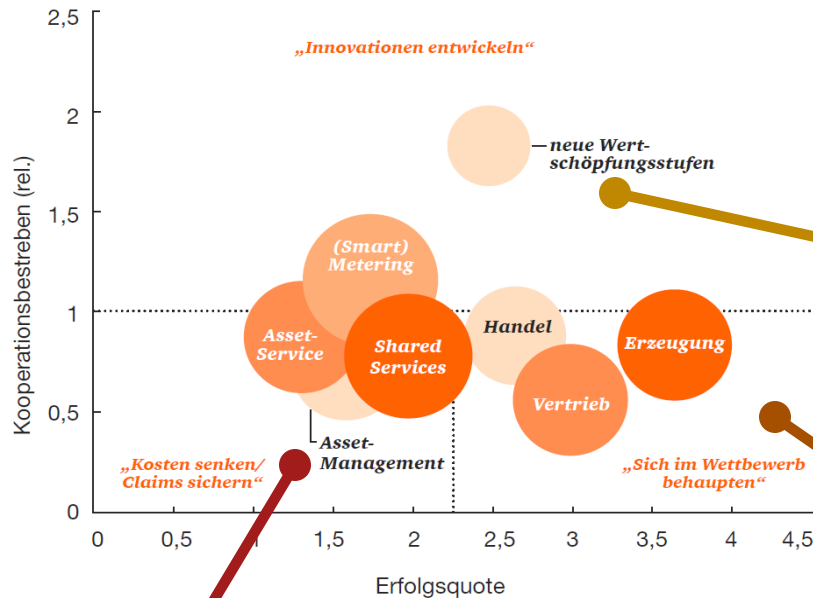 2,5
„Innovationen entwickeln“
2
neue Wert-
schöpfungsstufen
Kooperationsbestreben (rel.)
1,5
(Smart)
Metering
1
Asset-
Service
Shared
Services
Handel
Erzeugung
Vertrieb
0,5
Asset-
Management
„Kosten senken/
Claims sichern“
„Sich im Wettbewerb
behaupten“
0
0 0,5 1 1,5 2 2,5 3 3,5 4 4,5
Erfolgsquote